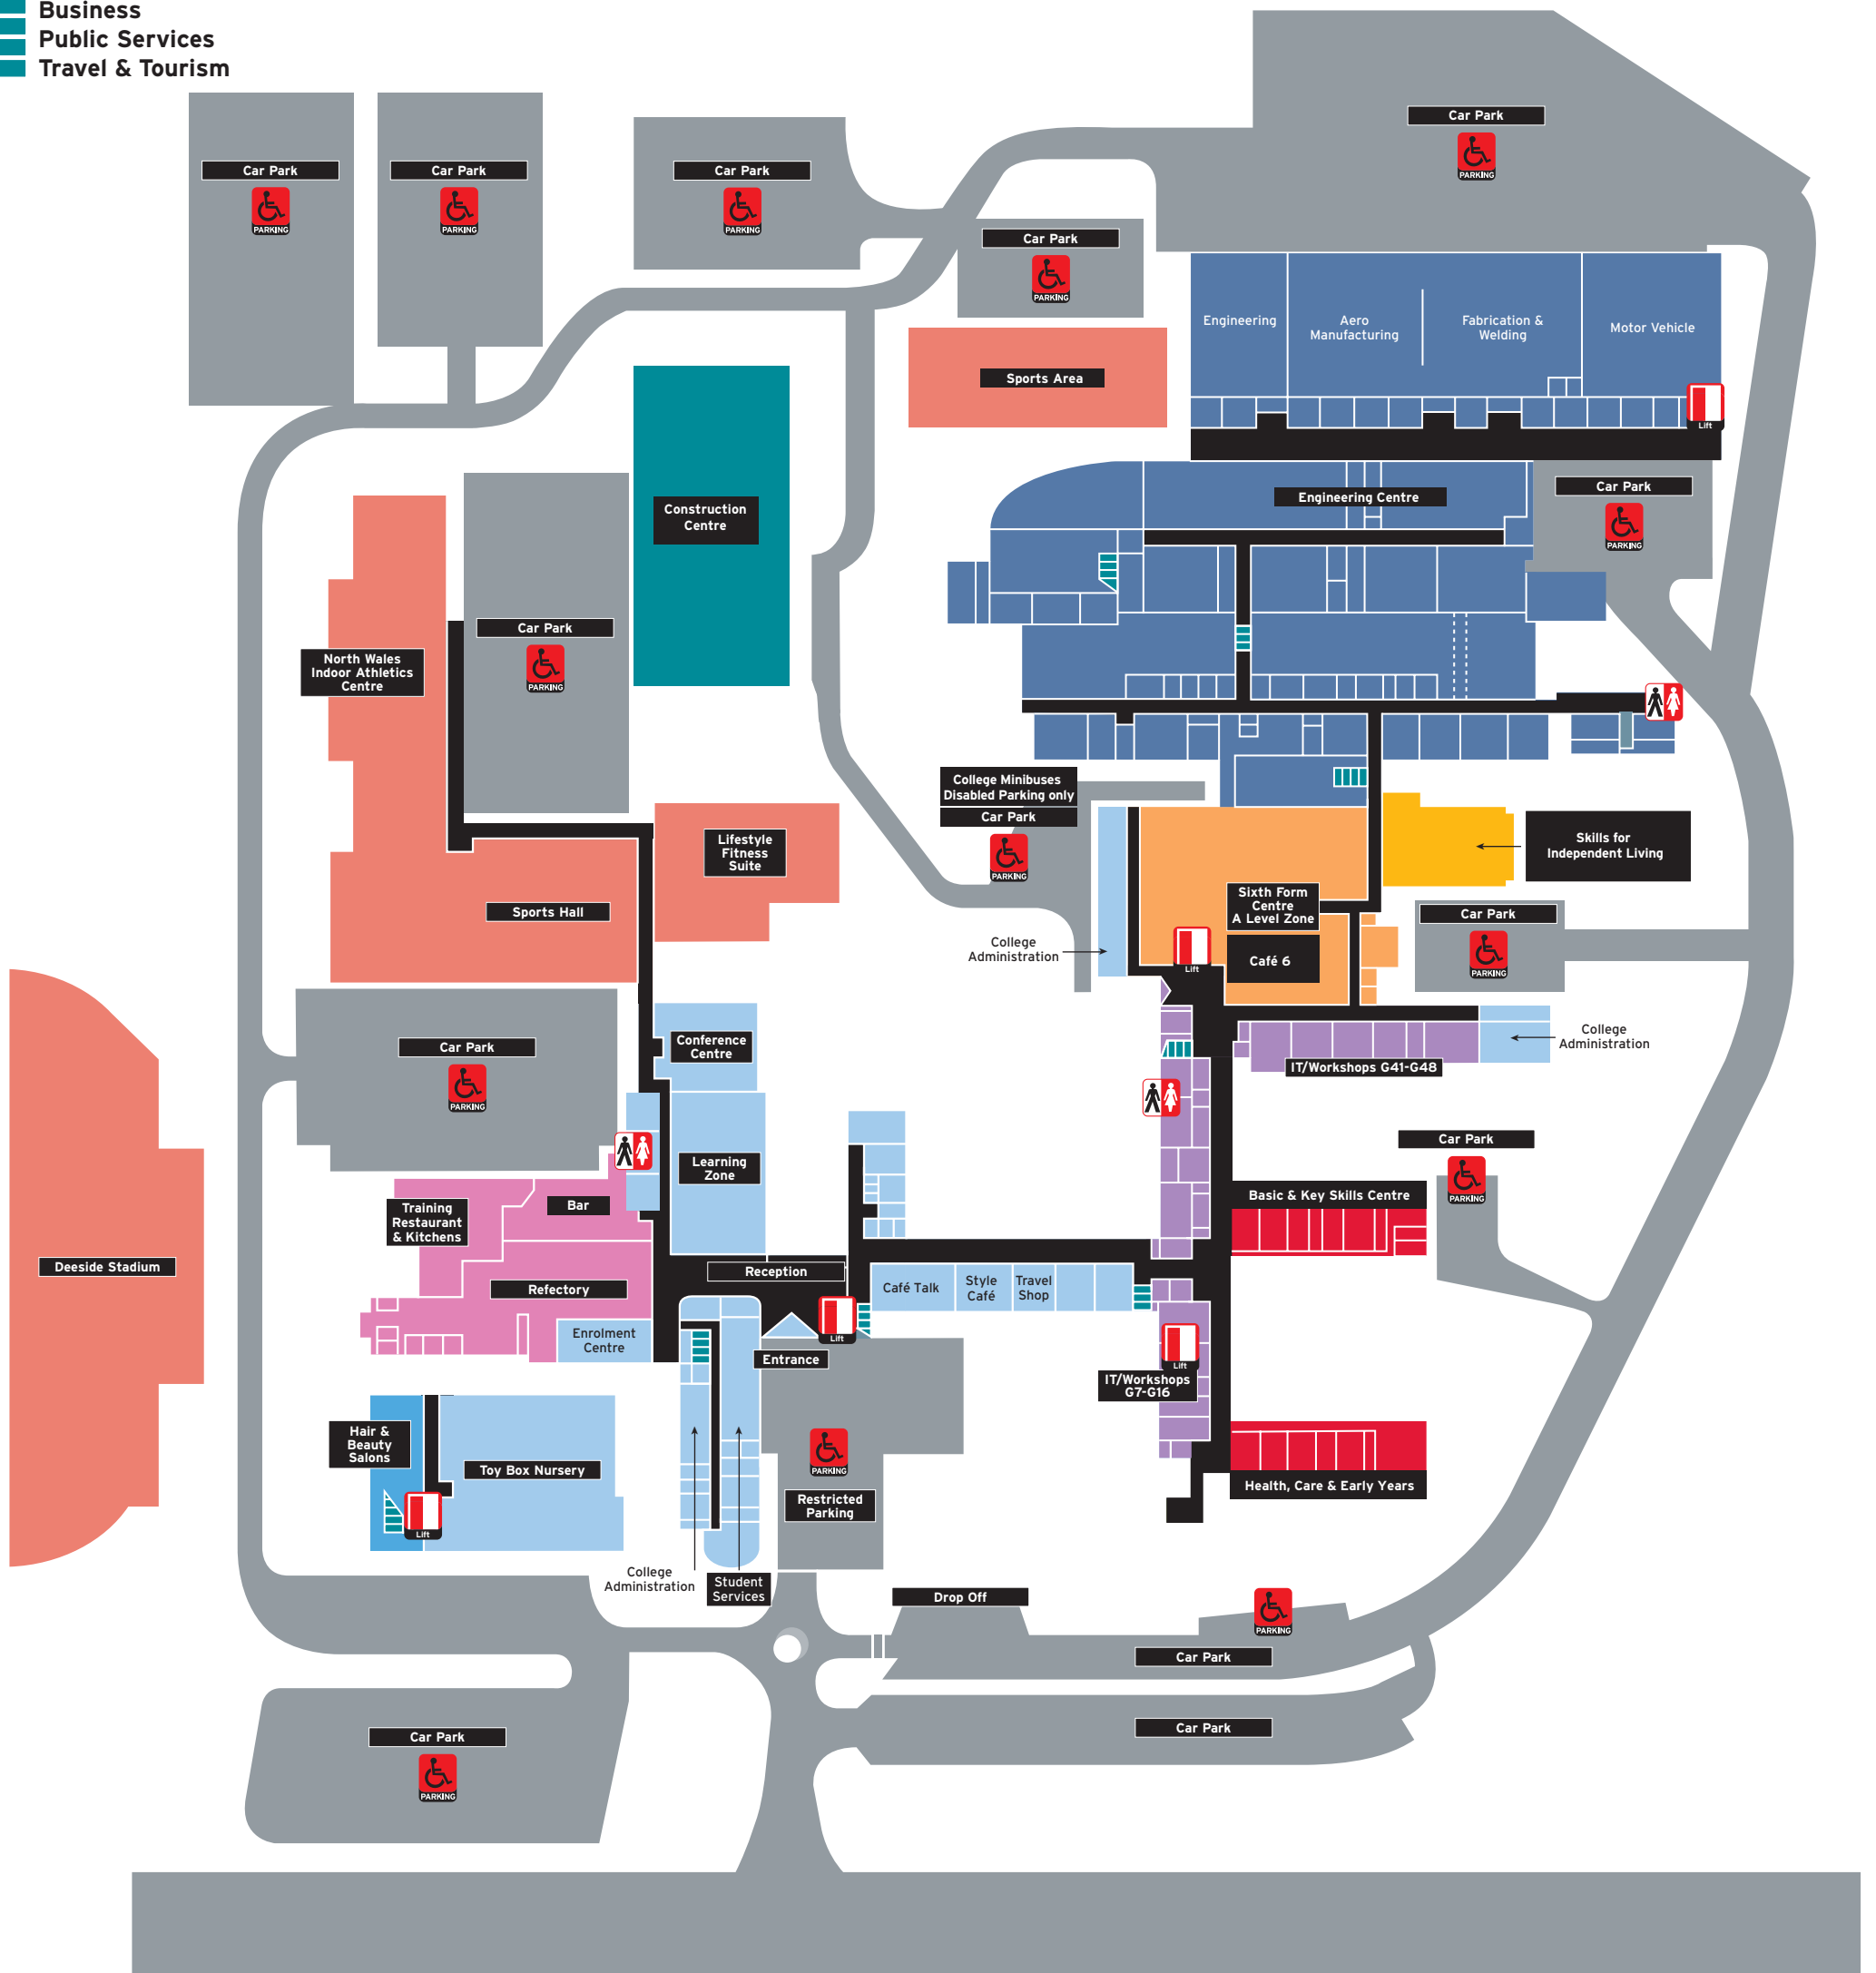 Business
Public Services
Travel & Tourism
Car Park
PARKING
Car Park
PARKING
Car Park
PARKING
Car Park
PARKING
Car Park
PARKING
Engineering
Aero
Manufacturing
Fabrication &
Welding
Motor Vehicle
Lift
Sports Area
Construction
Centre
Engineering Centre
Car Park
PARKING
Car Park
PARKING
North Wales
Indoor Athletics
Centre
College Minibuses
Disabled Parking only
Car Park
PARKING
Lifestyle
Fitness
Suite
Skills for
Independent Living
Sports Hall
Sixth Form
Centre
A Level Zone
Café 6
Lift
College
Administration
Car Park
PARKING
Car Park
PARKING
Conference
Centre
College
Administration
IT/Workshops G41-G48
Car Park
PARKING
Learning
Zone
Basic & Key Skills Centre
Training
Restaurant
& Kitchens
Bar
Deeside Stadium
Reception
Refectory
Café Talk
Style
Café
Travel
Shop
Enrolment
Centre
Lift
Entrance
Lift
IT/Workshops
G7-G16
Hair &
Beauty
Salons
Toy Box Nursery
Lift
PARKING
Restricted
Parking
Health, Care & Early Years
College
Administration
Student
Services
Drop Off
PARKING
Car Park
Car Park
Car Park
PARKING